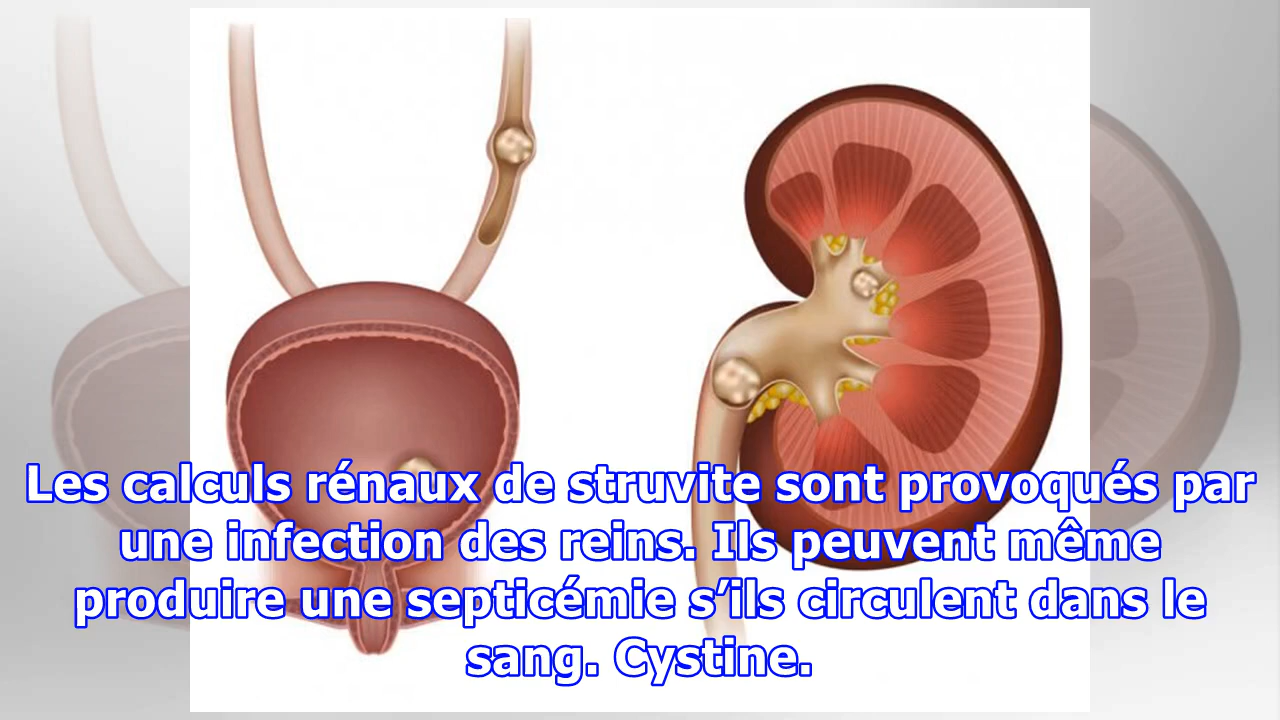 Les calculs rénaux de struvite sont provoqués par
une infection des reins. Ils peuvent même
produire une septicémie s’ils circulent dans le
sang. Cystine.